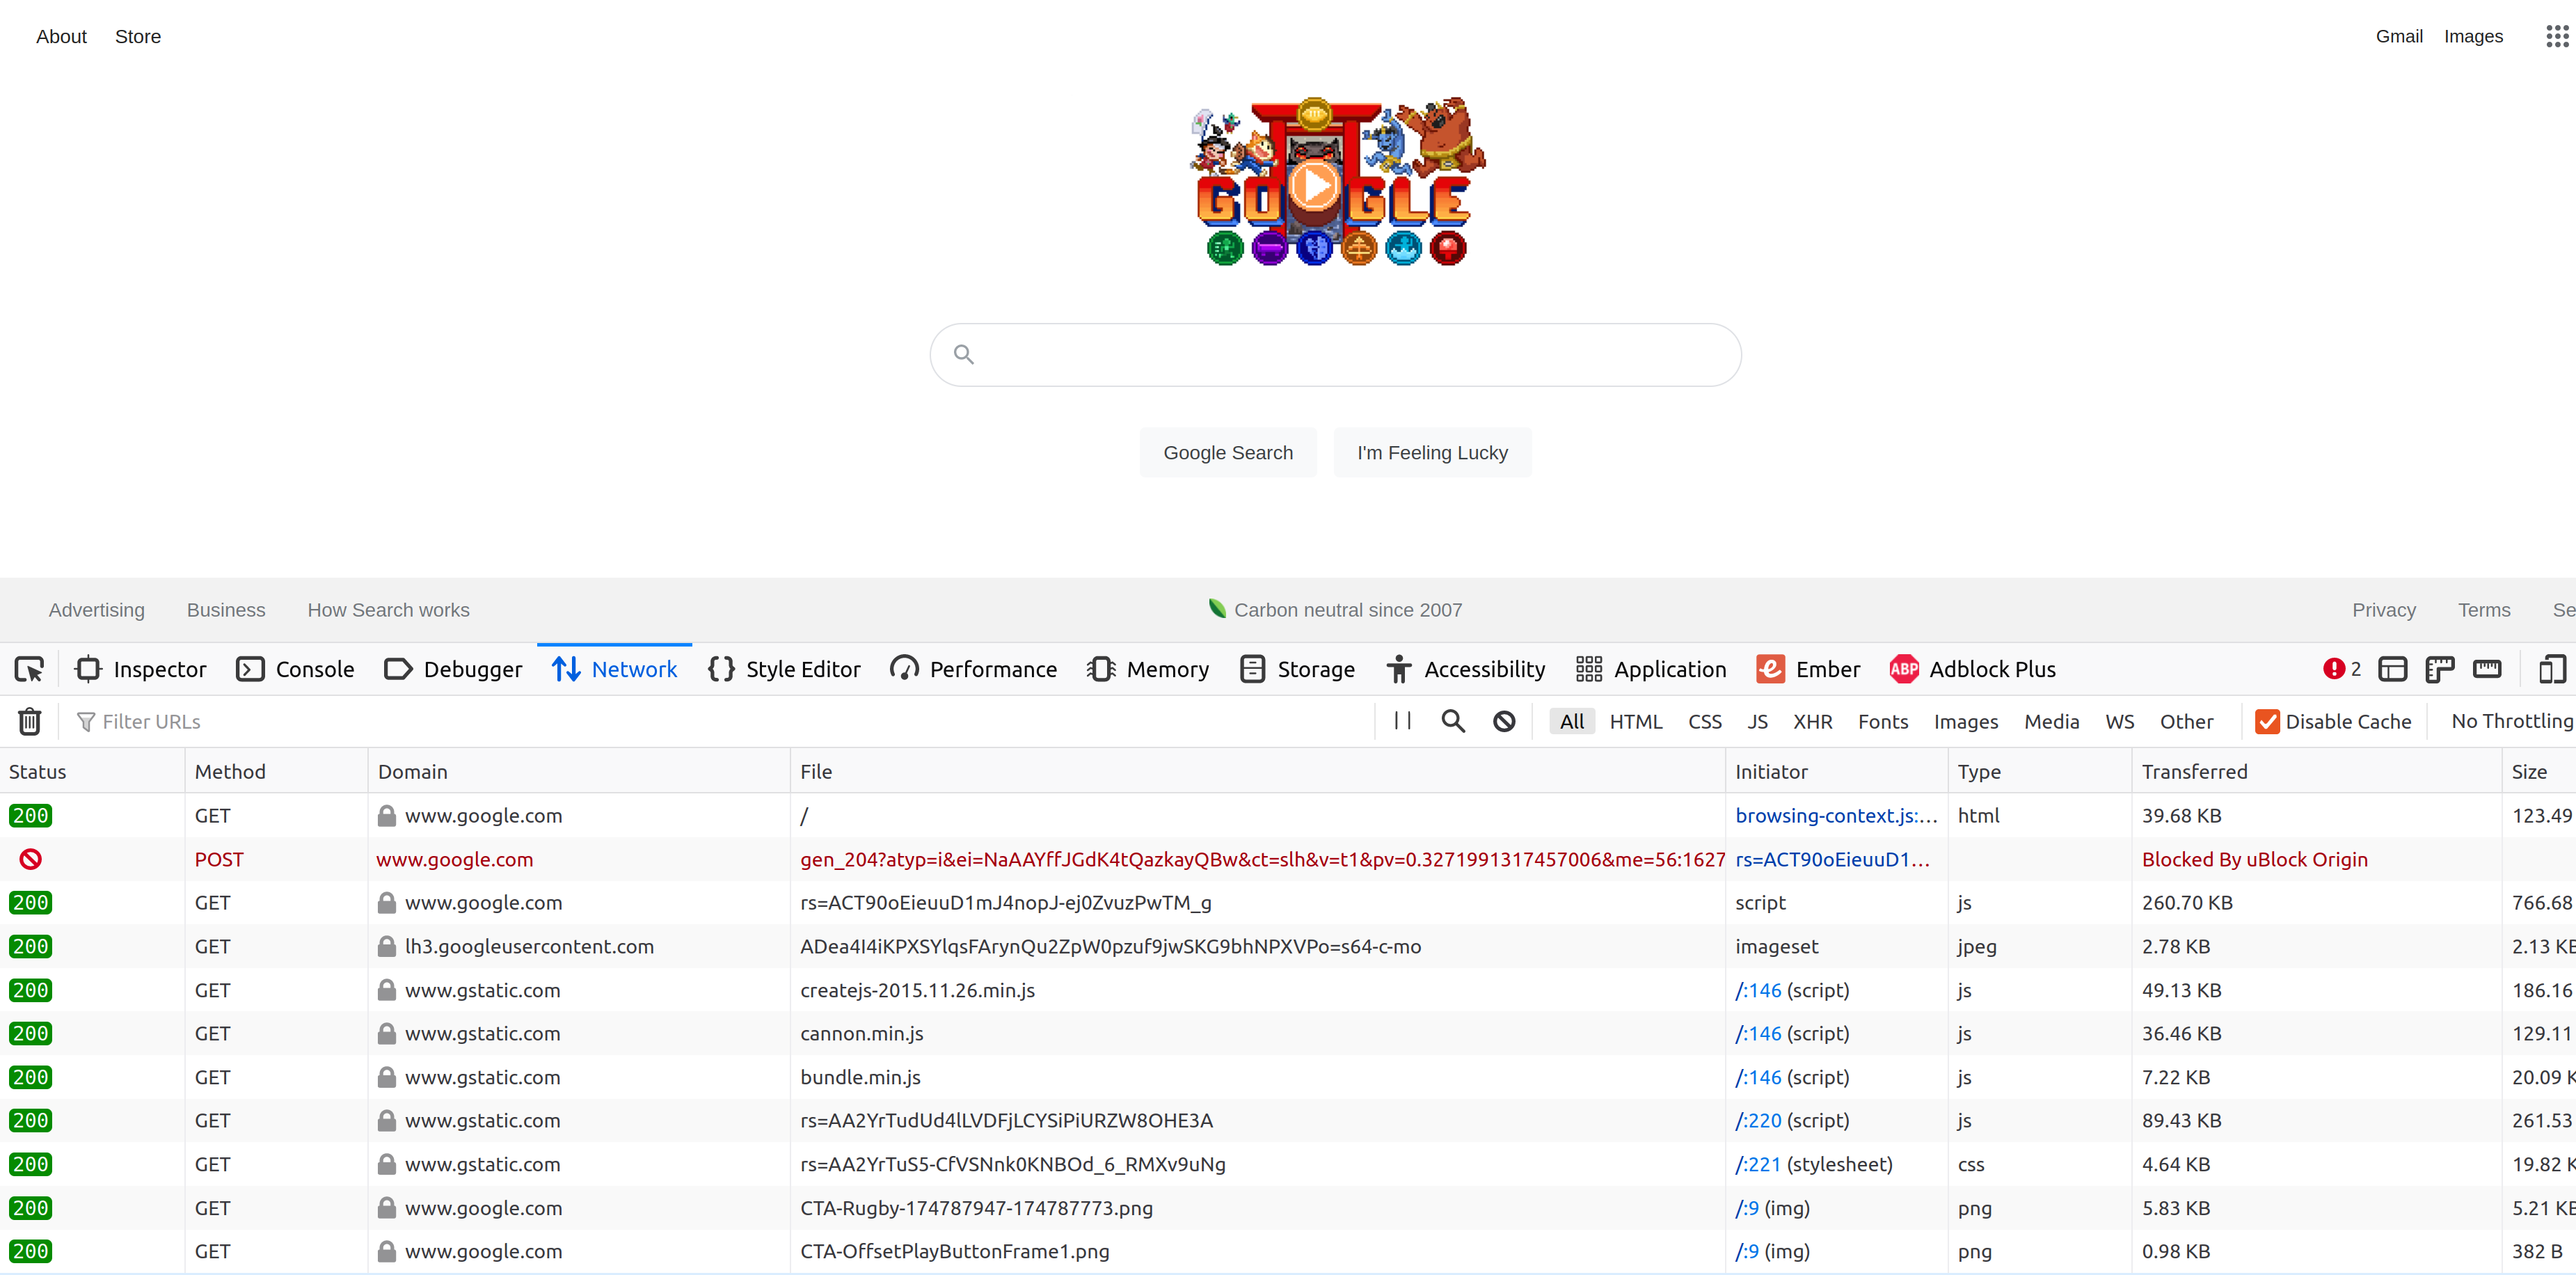 About Store Gmail Images
GOOGLE
Google Search I'm Feeling Lucky
Advertising Business How Search works Carbon neutral since 2007 Privacy Terms Se
Inspector Console Debugger Network Style Editor Performance Memory Storage Accessibility Application Ember ABP Adblock Plus 2
Filter URLs All HTML CSS JS XHR Fonts Images Media WS Other Disable Cache No Throttling
Status Method Domain File Initiator Type Transferred Size
200 GET www.google.com / browsing-context.js:... html 39.68 KB 123.49
POST www.google.com gen_204?atyp=i&ei=NaAAYffJGdK4tQazkayQBw&ct=slh&v=t1&pv=0.3271991317457006&me=56:1627 rs=ACT90oEieuuD1... Blocked By uBlock Origin
200 GET www.google.com rs=ACT90oEieuuD1mJ4nopJ-ej0ZvuzPwTM_g script js 260.70 KB 766.68
200 GET lh3.googleusercontent.com ADea4I4iKPXSYlqsFArynQu2ZpW0pzuf9jwSKG9bhNPXVPo=s64-c-mo imageset jpeg 2.78 KB 2.13 KB
200 GET www.gstatic.com createjs-2015.11.26.min.js /:146 (script) js 49.13 KB 186.16
200 GET www.gstatic.com cannon.min.js /:146 (script) js 36.46 KB 129.11
200 GET www.gstatic.com bundle.min.js /:146 (script) js 7.22 KB 20.09 K
200 GET www.gstatic.com rs=AA2YrTudUd4lLVDFjLCYSiPiURZW8OHE3A /:220 (script) js 89.43 KB 261.53
200 GET www.gstatic.com rs=AA2YrTuS5-CfVSNnk0KNBOd_6_RMXv9uNg /:221 (stylesheet) css 4.64 KB 19.82 K
200 GET www.google.com CTA-Rugby-174787947-174787773.png /:9 (img) png 5.83 KB 5.21 KB
200 GET www.google.com CTA-OffsetPlayButtonFrame1.png /:9 (img) png 0.98 KB 382 B